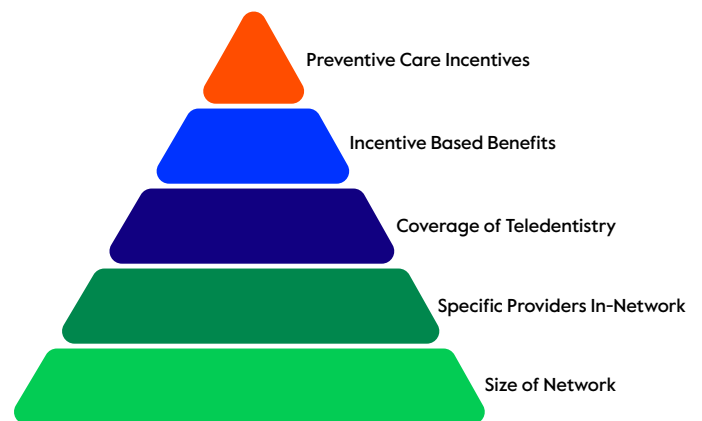 Preventive Care Incentives
Incentive Based Benefits
Coverage of Teledentistry
Specific Providers In-Network
Size of Network